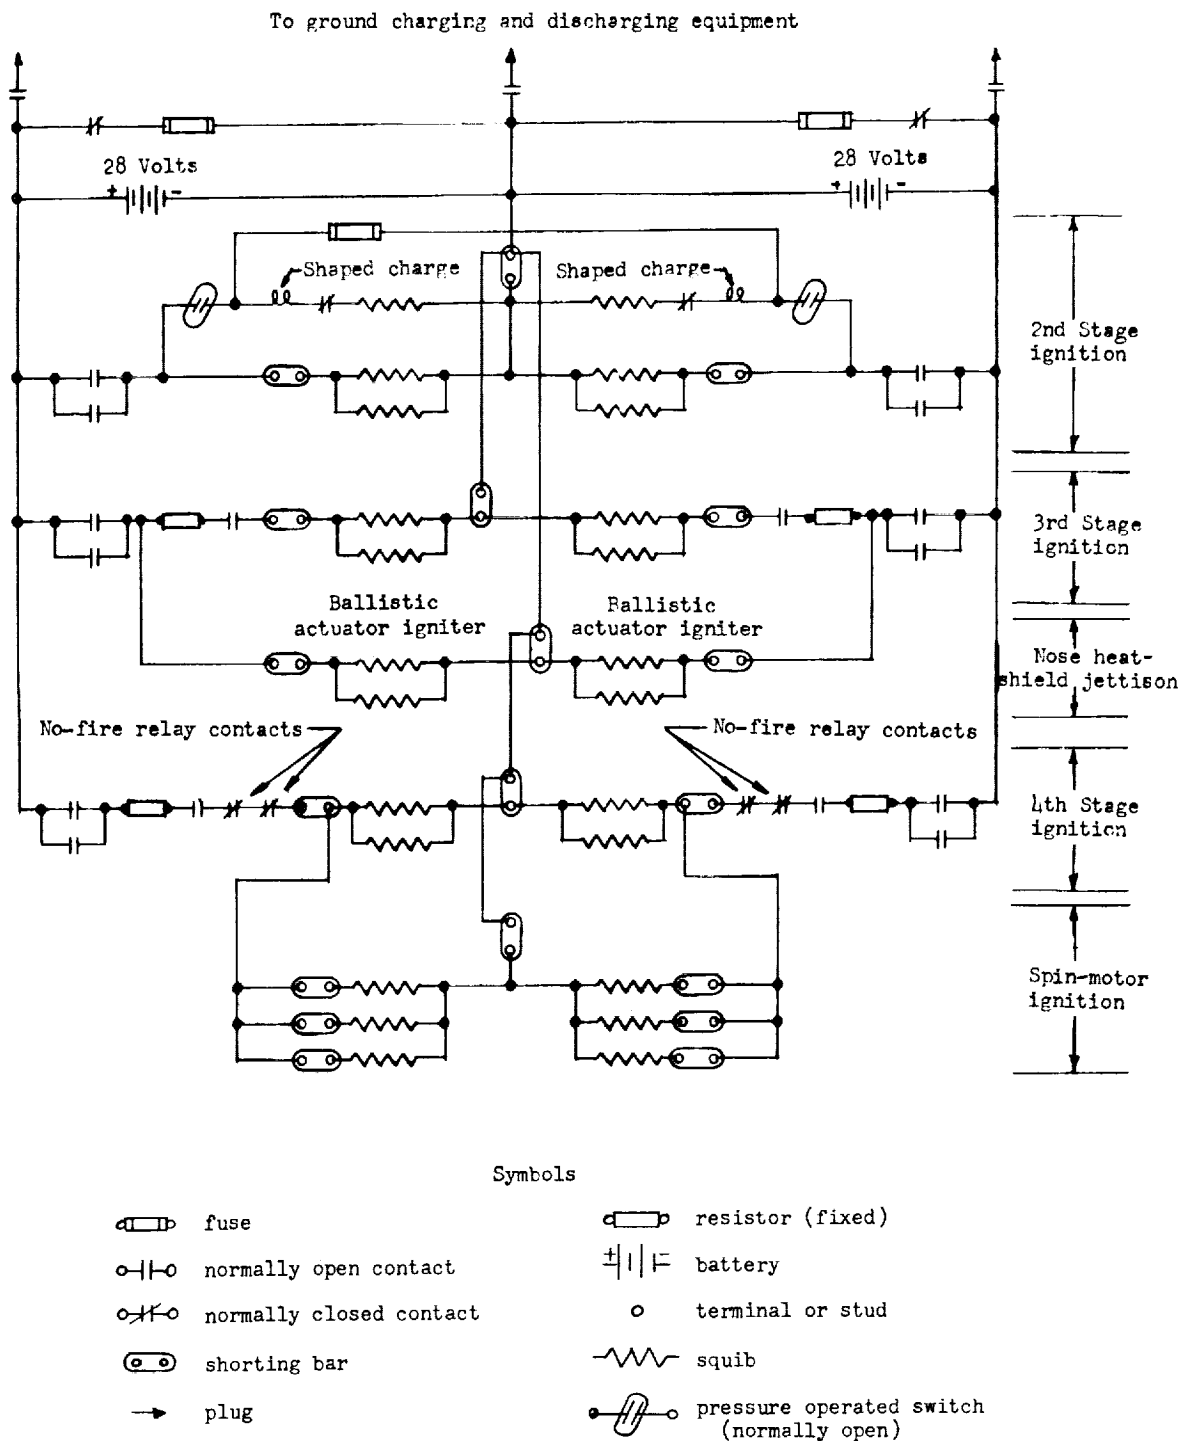 To ground charging and discharging equipment
28 Volts
28 Volts
+ -
+ -
Shaped charge
Shaped charge
2nd Stage
ignition
3rd Stage
ignition
Ballistic
actuator igniter
Ballistic
actuator igniter
Nose heat-
shield jettison
No-fire relay contacts
No-fire relay contacts
4th Stage
ignition
Spin-motor
ignition
Symbols
fuse
resistor (fixed)
normally open contact
+ -
battery
normally closed contact
terminal or stud
shorting bar
squib
plug
pressure operated switch
(normally open)